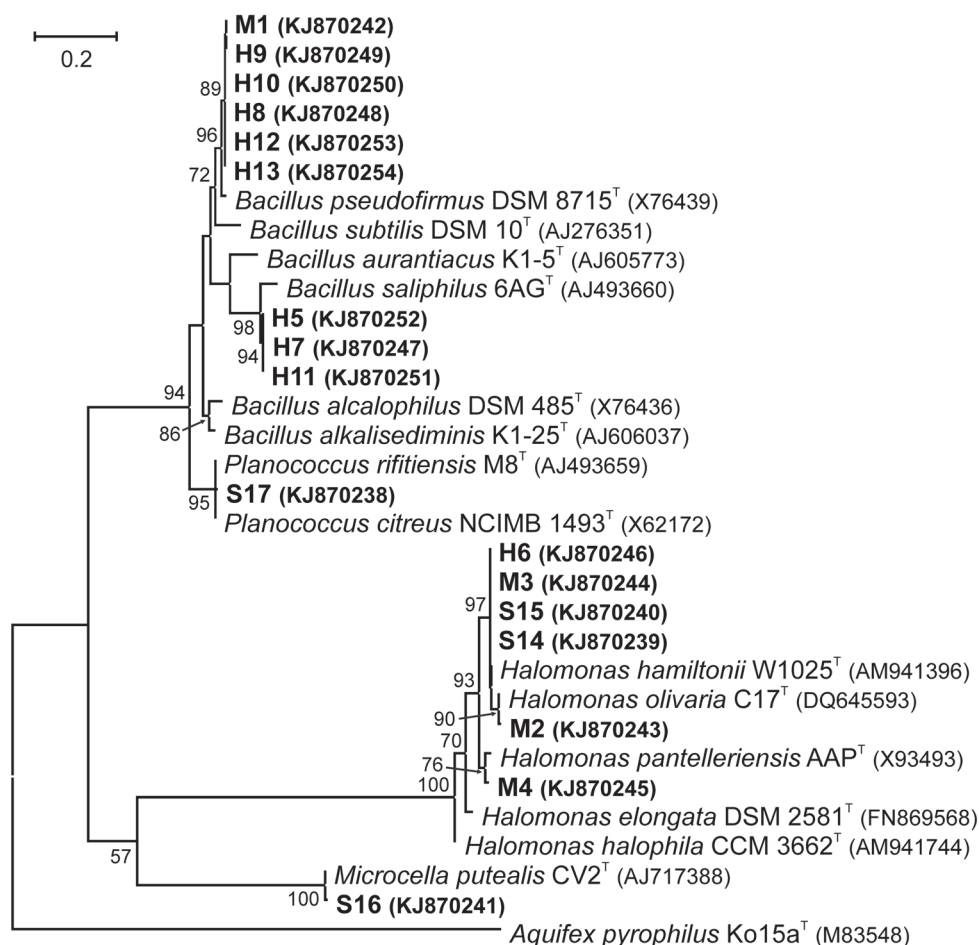 M1 (KJ870242)
0.2
H9 (KJ870249)
H10 (KJ870250)
89
H8 (KJ870248)
96
H12 (KJ870253)
H13 (KJ870254)
72
Bacillus pseudofirmus DSM 8715ᵀ (X76439)
Bacillus subtilis DSM 10ᵀ (AJ276351)
Bacillus aurantiacus K1-5ᵀ (AJ605773)
Bacillus saliphilus 6AGᵀ (AJ493660)
H5 (KJ870252)
98
H7 (KJ870247)
94
H11 (KJ870251)
94
Bacillus alcalophilus DSM 485ᵀ (X76436)
86
Bacillus alkalisediminis K1-25ᵀ (AJ606037)
Planococcus rifitiensis M8ᵀ (AJ493659)
S17 (KJ870238)
95
Planococcus citreus NCIMB 1493ᵀ (X62172)
H6 (KJ870246)
M3 (KJ870244)
97
S15 (KJ870240)
S14 (KJ870239)
Halomonas hamiltonii W1025ᵀ (AM941396)
93
Halomonas olivaria C17ᵀ (DQ645593)
90
M2 (KJ870243)
70
Halomonas pantelleriensis AAPᵀ (X93493)
76
100
M4 (KJ870245)
Halomonas elongata DSM 2581ᵀ (FN869568)
Halomonas halophila CCM 3662ᵀ (AM941744)
57
Microcella putealis CV2ᵀ (AJ717388)
100
S16 (KJ870241)
Aquifex pyrophilus Ko15aᵀ (M83548)